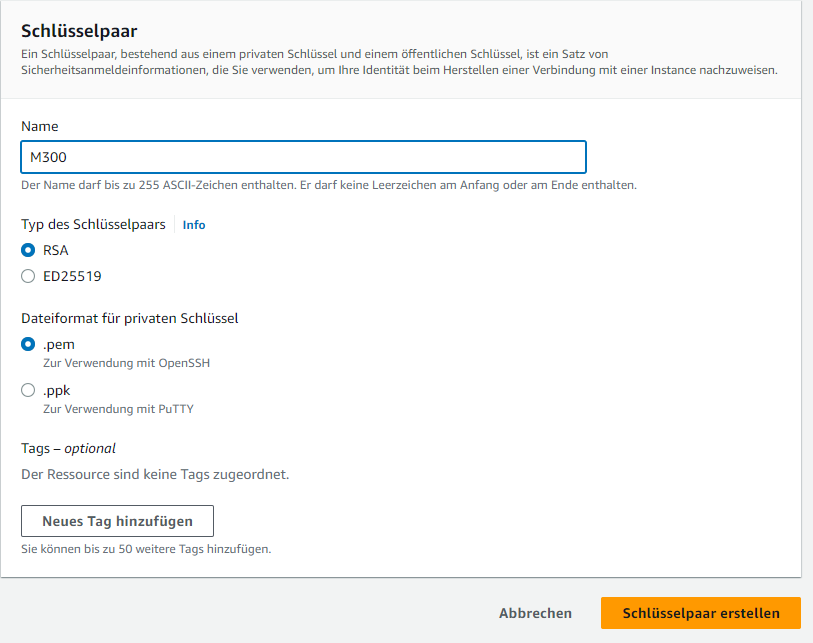 Schlüsselpaar
Ein Schlüsselpaar, bestehend aus einem privaten Schlüssel und einem öffentlichen Schlüssel, ist ein Satz von
Sicherheitsanmeldeinformationen, die Sie verwenden, um Ihre Identität beim Herstellen einer Verbindung mit einer Instance nachzuweisen.
Name
M300
Der Name darf bis zu 255 ASCII-Zeichen enthalten. Er darf keine Leerzeichen am Anfang oder am Ende enthalten.
Typ des Schlüsselpaars Info
RSA
ED25519
Dateiformat für privaten Schlüssel
.pem
Zur Verwendung mit OpenSSH
.ppk
Zur Verwendung mit PuTTY
Tags – optional
Der Ressource sind keine Tags zugeordnet.
Neues Tag hinzufügen
Sie können bis zu 50 weitere Tags hinzufügen.
Abbrechen Schlüsselpaar erstellen